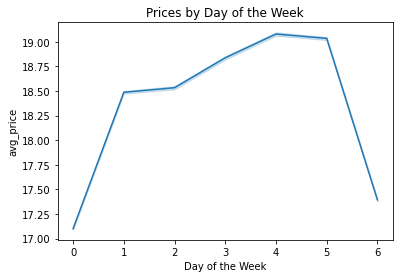 Prices by Day of the Week
avg_price
19.00
18.75
18.50
18.25
18.00
17.75
17.50
17.25
17.00
0 1 2 3 4 5 6
Day of the Week